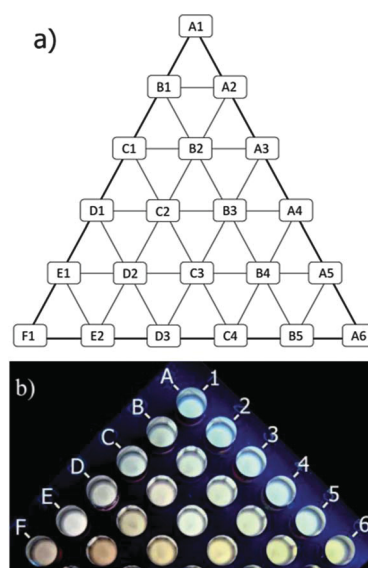 a)
A1
B1 A2
C1 B2 A3
D1 C2 B3 A4
E1 D2 C3 B4 A5
F1 E2 D3 C4 B5 A6
b)
A 1
B 2
C 3
D 4
E 5
F 6